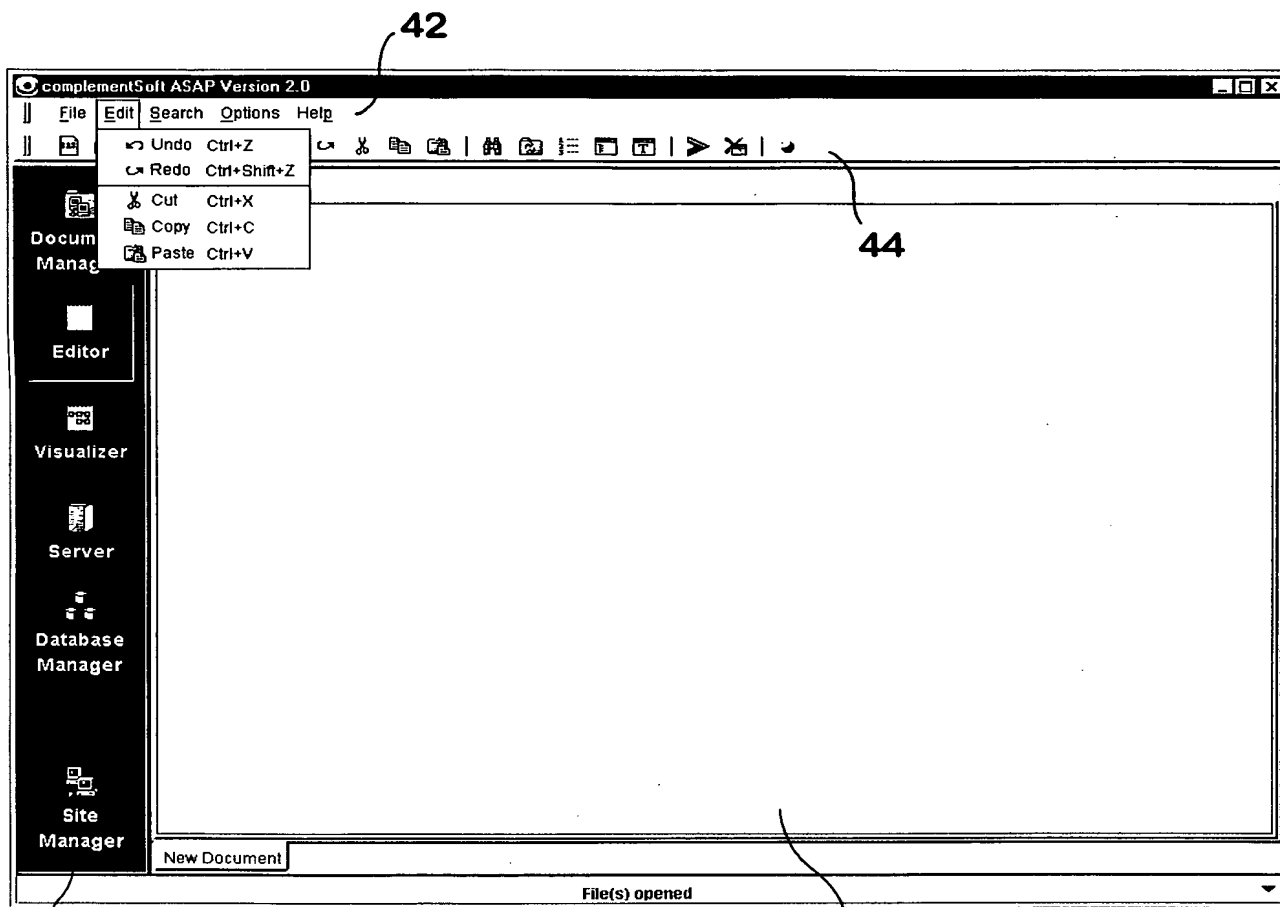 42
complementSoft ASAP Version 2.0
File Edit Search Options Help
Undo Ctrl+Z
Redo Ctrl+Shift+Z
Cut Ctrl+X
Copy Ctrl+C
Paste Ctrl+V
44
Docum
Manag
Editor
Visualizer
Server
Database
Manager
Site
Manager
New Document
File(s) opened